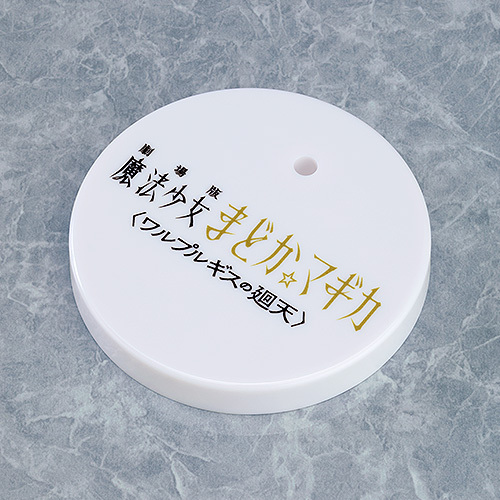 劇場版
魔法少女まどか☆マギカ
〈ワルプルギスの廻天〉